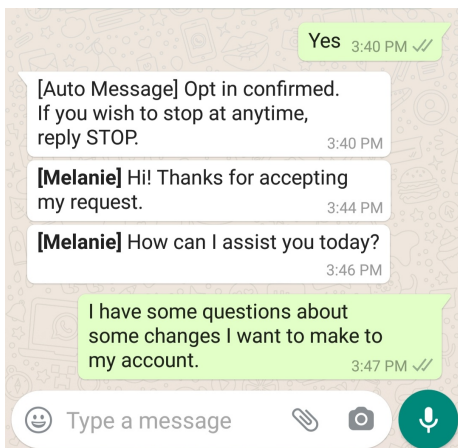 Yes 3:40 PM
[Auto Message] Opt in confirmed.
If you wish to stop at anytime,
reply STOP.
3:40 PM
[Melanie] Hi! Thanks for accepting
my request.
3:44 PM
[Melanie] How can I assist you today?
3:46 PM
I have some questions about
some changes I want to make to
my account.
3:47 PM
Type a message